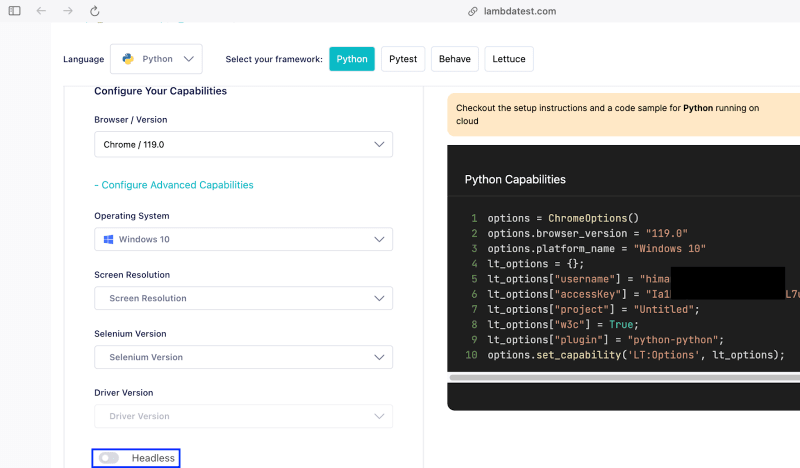 lambdatest.com
Language Python Select your framework: Python Pytest Behave Lettuce
Configure Your Capabilities
Browser / Version
Chrome / 119.0
- Configure Advanced Capabilities
Operating System
Windows 10
Screen Resolution
Screen Resolution
Selenium Version
Selenium Version
Driver Version
Driver Version
Headless
Checkout the setup instructions and a code sample for Python running on
cloud
Python Capabilities
1 options = ChromeOptions()
2 options.browser_version = "119.0"
3 options.platform_name = "Windows 10"
4 lt_options = {};
5 lt_options["username"] = "hima
6 lt_options["accessKey"] = "Ia1 L7u
7 lt_options["project"] = "Untitled";
8 lt_options["w3c"] = True;
9 lt_options["plugin"] = "python-python";
10 options.set_capability('LT:Options', lt_options);